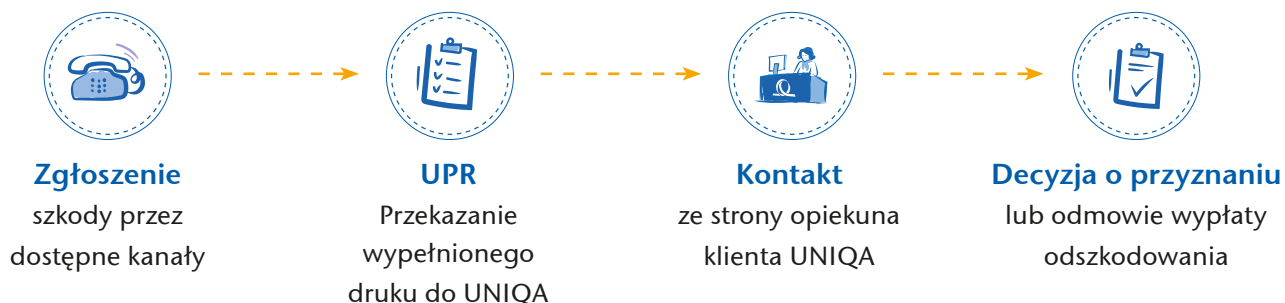 Zgłoszenie
szkody przez
dostępne kanały
UPR
Przekazanie
wypełnionego
druku do UNIQA
Kontakt
ze strony opiekuna
klienta UNIQA
Decyzja o przyznaniu
lub odmowie wypłaty
odszkodowania